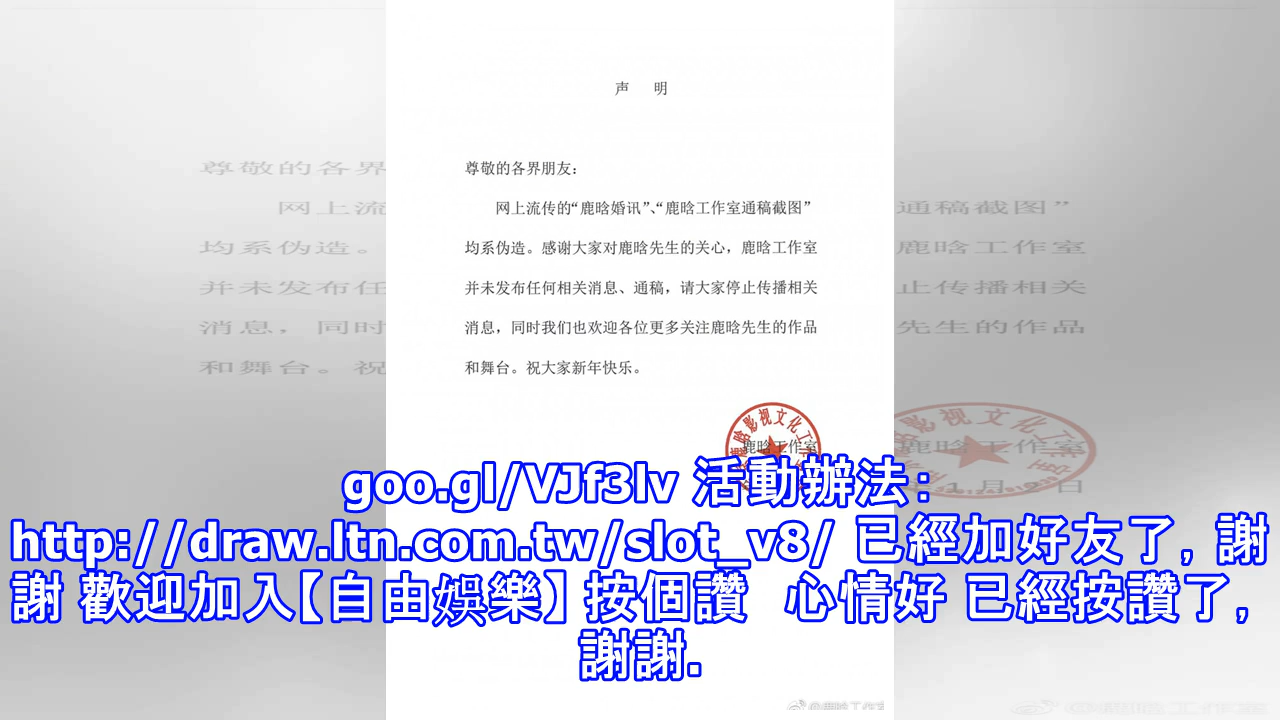 声 明
尊敬的各界朋友：
网上流传的“鹿晗婚讯”、“鹿晗工作室通稿截图”
均系伪造。感谢大家对鹿晗先生的关心，鹿晗工作室
并未发布任何相关消息、通稿，请大家停止传播相关
消息，同时我们也欢迎各位更多关注鹿晗先生的作品
和舞台。祝大家新年快乐。
鹿晗工作室
goo.gl/VJf3lv 活動辦法：
http://draw.ltn.com.tw/slot_v8/ 已經加好友了, 謝
謝 歡迎加入【自由娛樂】 按個讚 心情好 已經按讚了,
謝謝.
@鹿晗工作室